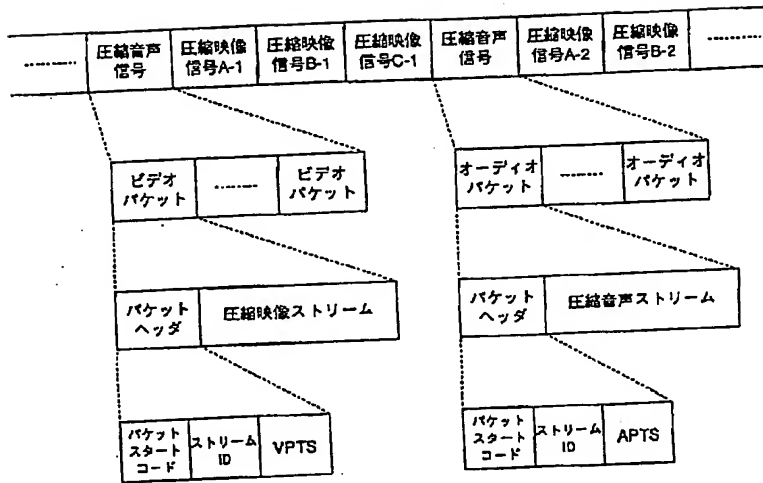 圧縮音声
信号
圧縮映像
信号A-1
圧縮映像
信号B-1
圧縮映像
信号C-1
圧縮音声
信号
圧縮映像
信号A-2
圧縮映像
信号B-2
ビデオ
パケット
ビデオ
パケット
オーディオ
パケット
オーディオ
パケット
パケット
ヘッダ
圧縮映像ストリーム
パケット
ヘッダ
圧縮音声ストリーム
パケット
スタート
コード
ストリーム
ID
VPTS
パケット
スタート
コード
ストリーム
ID
APTS